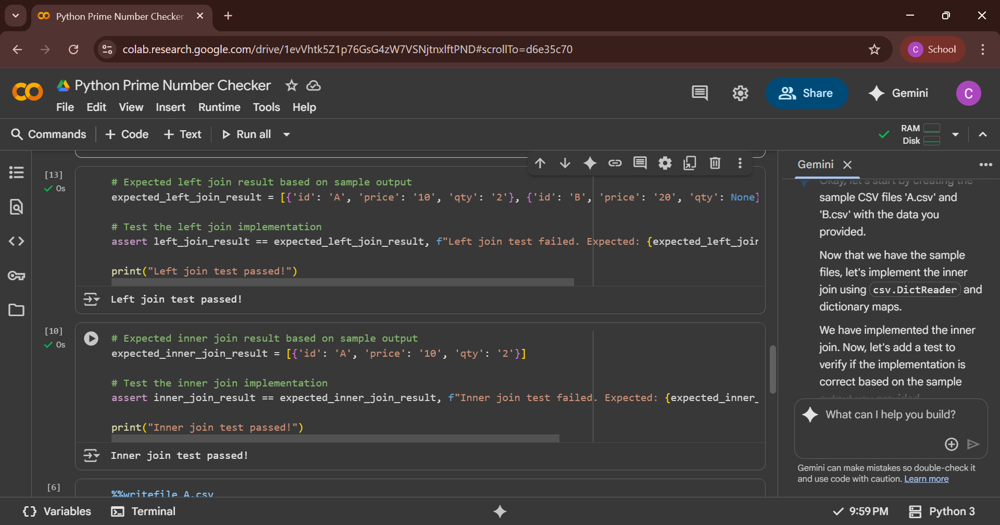 Python Prime Number Checker
colab.research.google.com/drive/1evVhtk5Z1p76GsG4zW7VSNjtnxlftPND#scrollTo=d6e35c70
C School
Python Prime Number Checker
File Edit View Insert Runtime Tools Help
Share
Gemini
C
Commands
Code
Text
Run all
RAM
Disk
[13]
0s
# Expected left join result based on sample output
expected_left_join_result = [{'id': 'A', 'price': '10', 'qty': '2'}, {'id': 'B', 'price': '20', 'qty': None}
# Test the left join implementation
assert left_join_result == expected_left_join_result, f"Left join test failed. Expected: {expected_left_join
print("Left join test passed!")
Left join test passed!
[10]
0s
# Expected inner join result based on sample output
expected_inner_join_result = [{'id': 'A', 'price': '10', 'qty': '2'}]
# Test the inner join implementation
assert inner_join_result == expected_inner_join_result, f"Inner join test failed. Expected: {expected_inner_
print("Inner join test passed!")
Inner join test passed!
[6]
%%writefile A.csv
Gemini
Okay, let's start by creating the
sample CSV files 'A.csv' and
'B.csv' with the data you
provided.
Now that we have the sample
files, let's implement the inner
join using csv.DictReader and
dictionary maps.
We have implemented the inner
join. Now, let's add a test to
verify if the implementation is
correct based on the sample
output you provided.
What can I help you build?
Gemini can make mistakes so double-check it
and use code with caution. Learn more
Variables
Terminal
9:59 PM
Python 3